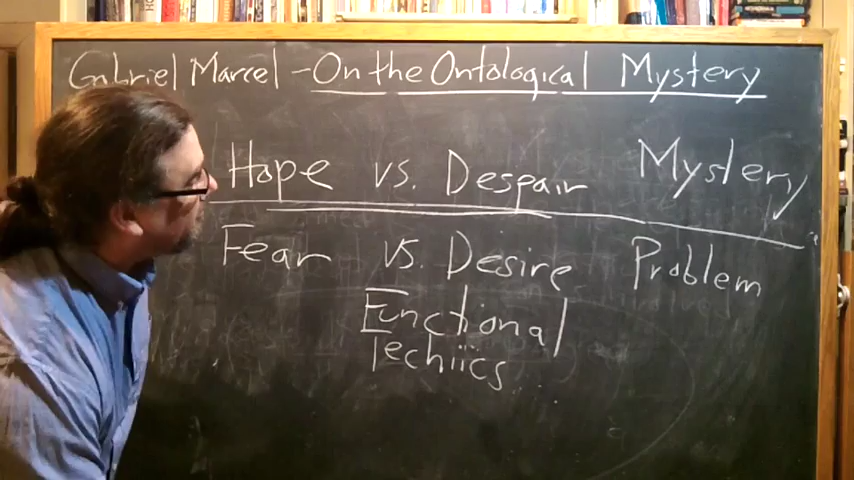 Gabriel Marcel - On the Ontological Mystery
Hope vs. Despair Mystery
Fear vs. Desire Problem
Functional
Techiics